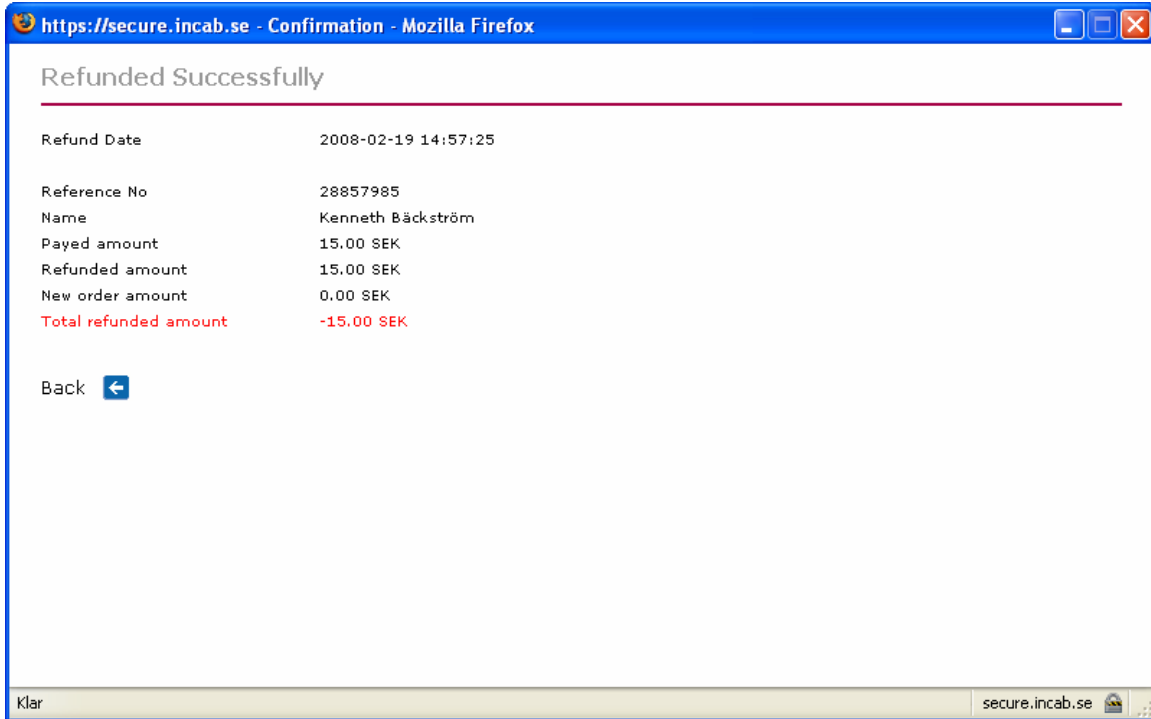 https://secure.incab.se - Confirmation - Mozilla Firefox
Refunded Successfully
Refund Date 2008-02-19 14:57:25
Reference No 28857985
Name Kenneth Bäckström
Payed amount 15.00 SEK
Refunded amount 15.00 SEK
New order amount 0.00 SEK
Total refunded amount -15.00 SEK
Back
Klar secure.incab.se